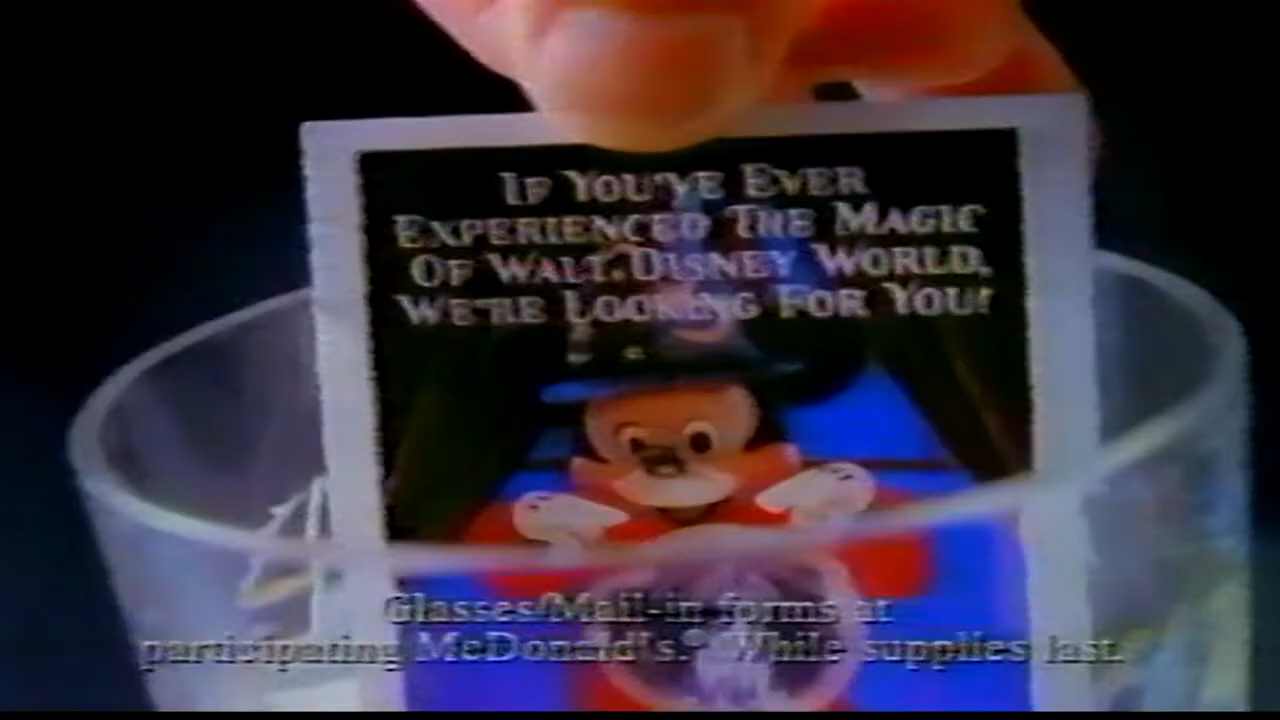 IF YOU'VE EVER
EXPERIENCED THE MAGIC
OF WALT DISNEY WORLD,
WE'RE LOOKING FOR YOU!
Glasses/Mail-in forms at
participating McDonald's.® While supplies last.